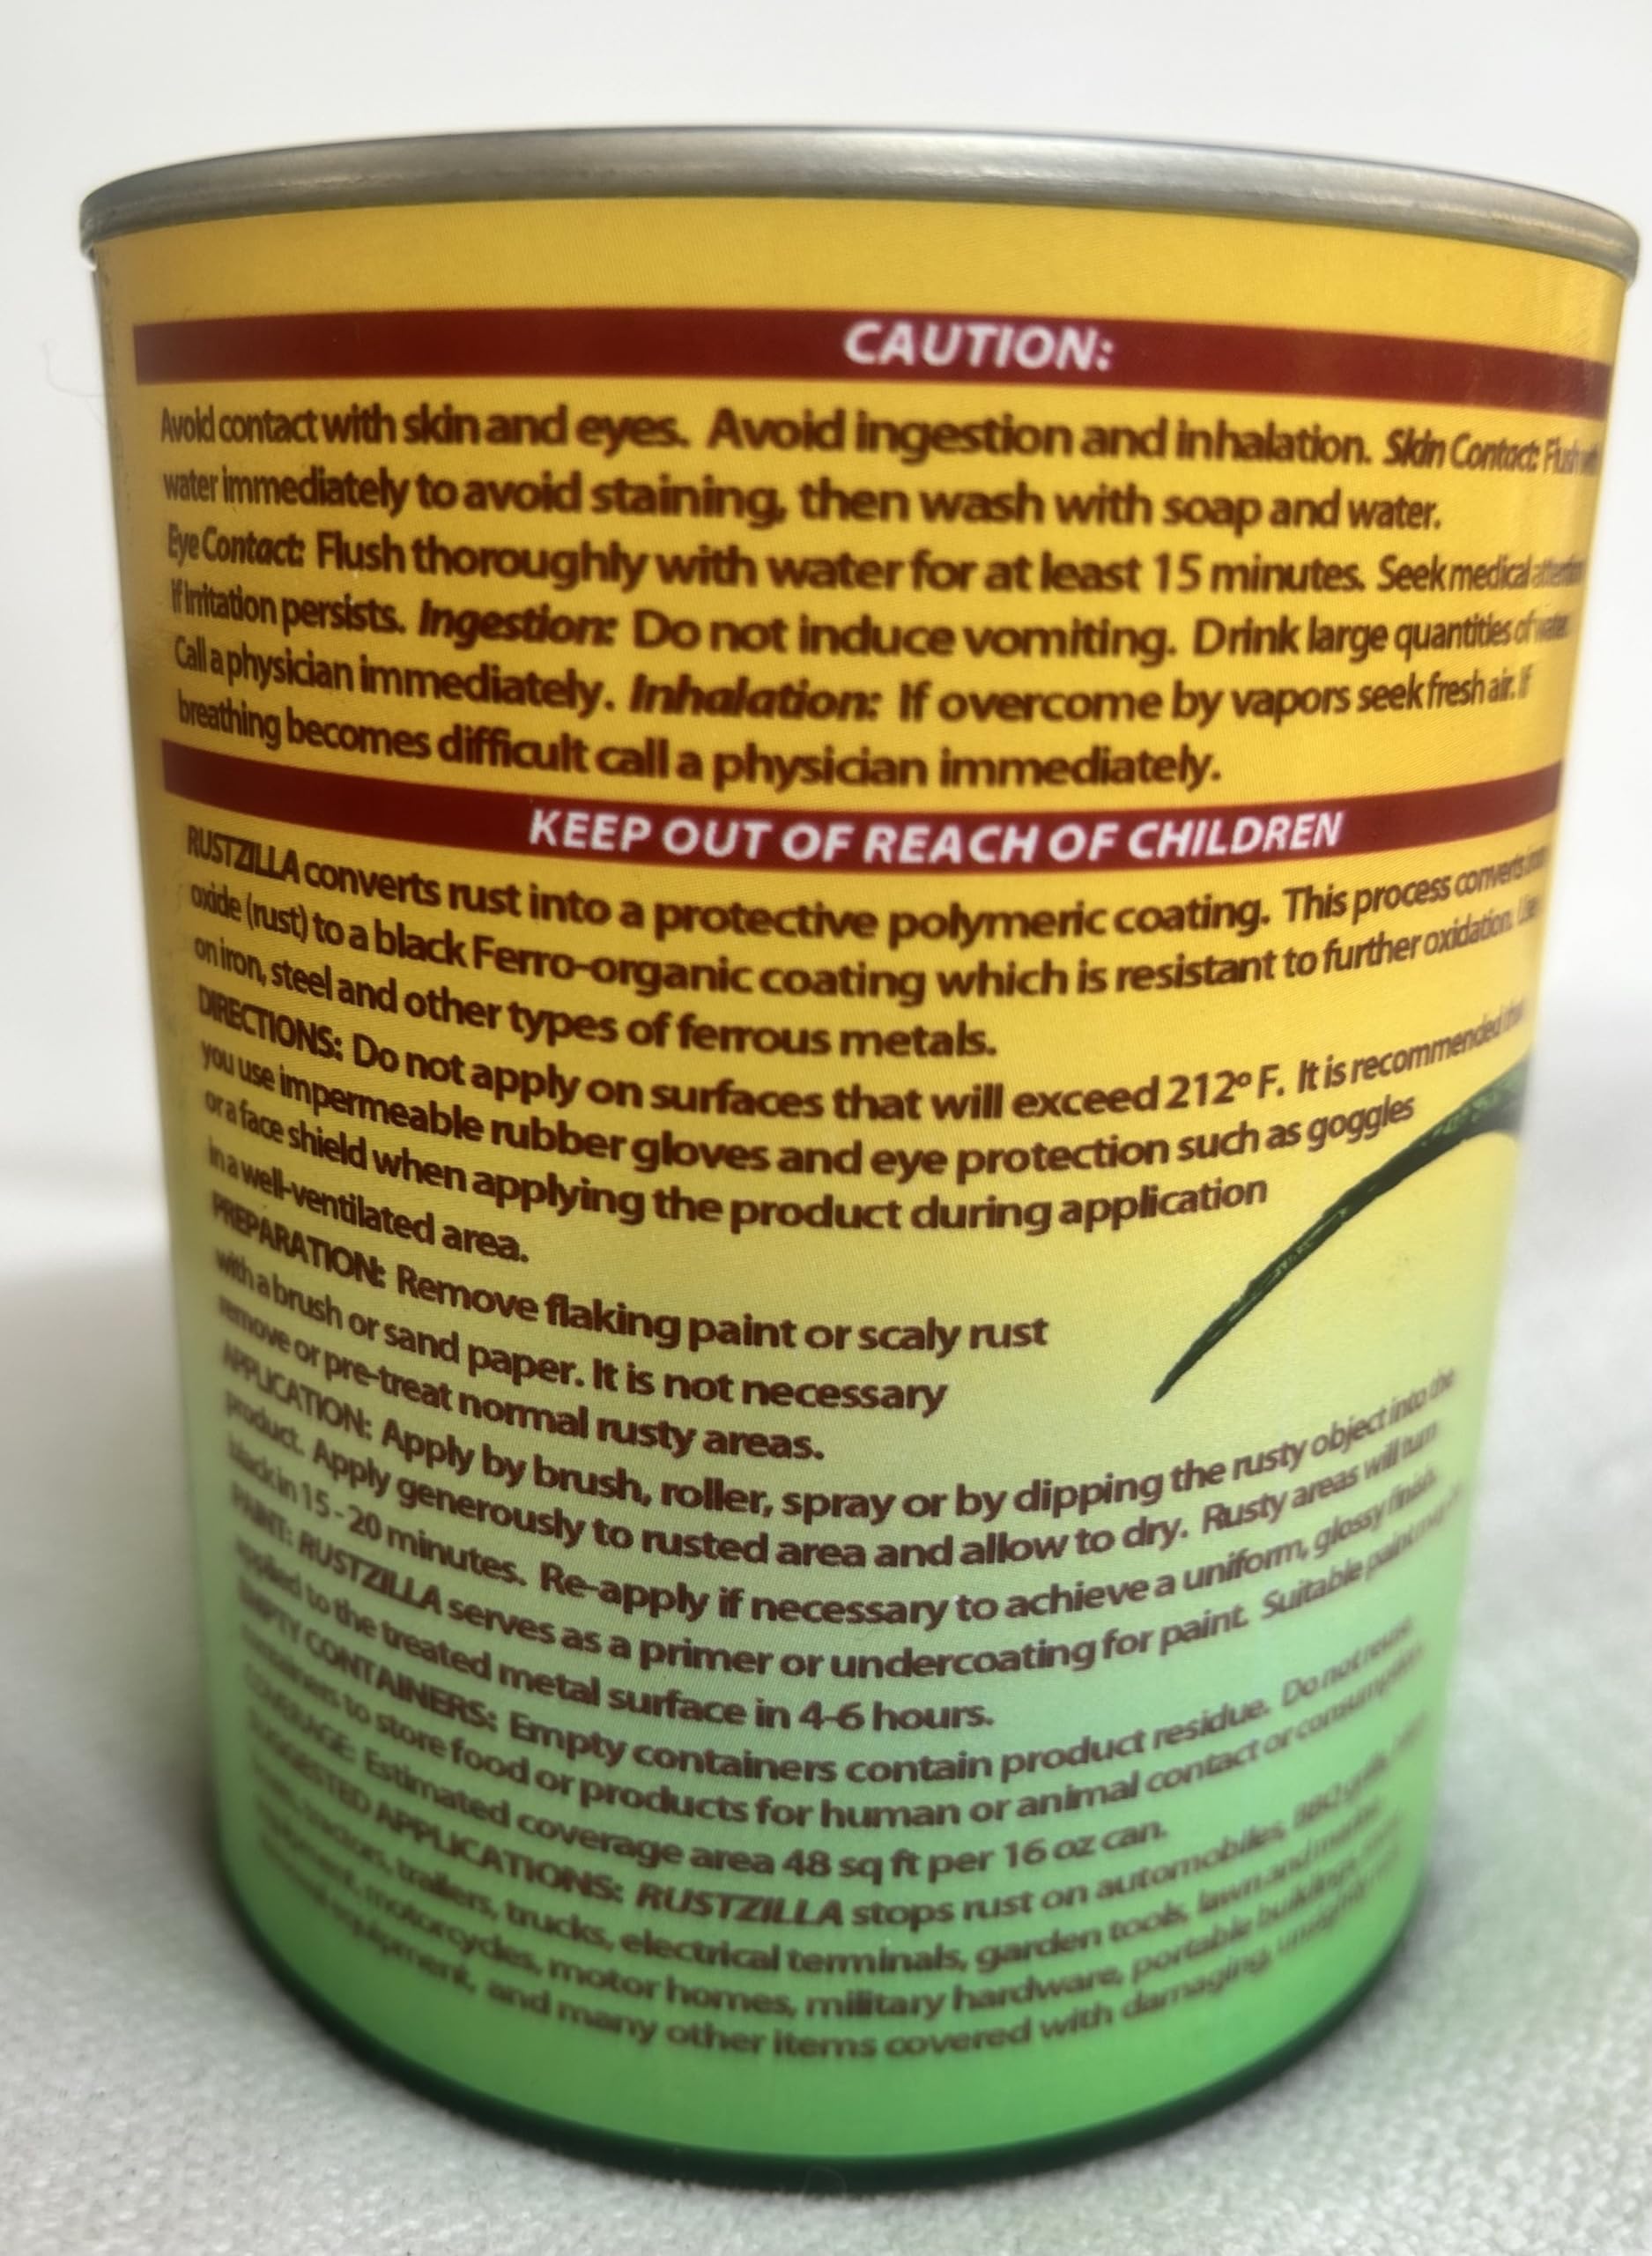 CAUTION:
Avoid contact with skin and eyes. Avoid ingestion and inhalation. Skin Contact: Flush with
water immediately to avoid staining, then wash with soap and water.
Eye Contact: Flush thoroughly with water for at least 15 minutes. Seek medical attention
if irritation persists. Ingestion: Do not induce vomiting. Drink large quantities of water.
Call a physician immediately. Inhalation: If overcome by vapors seek fresh air. If
breathing becomes difficult call a physician immediately.
KEEP OUT OF REACH OF CHILDREN
RUSTZILLA converts rust into a protective polymeric coating. This process converts iron
oxide (rust) to a black Ferro-organic coating which is resistant to further oxidation. Use
on iron, steel and other types of ferrous metals.
DIRECTIONS: Do not apply on surfaces that will exceed 212º F. It is recommended that
you use impermeable rubber gloves and eye protection such as goggles
or a face shield when applying the product during application
in a well-ventilated area.
PREPARATION: Remove flaking paint or scaly rust
with a brush or sand paper. It is not necessary
remove or pre-treat normal rusty areas.
APPLICATION: Apply by brush, roller, spray or by dipping the rusty object into the
product. Apply generously to rusted area and allow to dry. Rusty areas will turn
black in 15 - 20 minutes. Re-apply if necessary to achieve a uniform, glossy finish.
PAINT: RUSTZILLA serves as a primer or undercoating for paint. Suitable paint
applied to the treated metal surface in 4-6 hours.
EMPTY CONTAINERS: Empty containers contain product residue. Do not reuse
containers to store food or products for human or animal contact or consumption.
COVERAGE: Estimated coverage area 48 sq ft per 16 oz can.
SUGGESTED APPLICATIONS: RUSTZILLA stops rust on automobiles, BBQ grills,
tractors, trailers, trucks, electrical terminals, garden tools, lawn and marine
equipment, motorcycles, motor homes, military hardware, portable buildings,
equipment, and many other items covered with damaging, unsightly